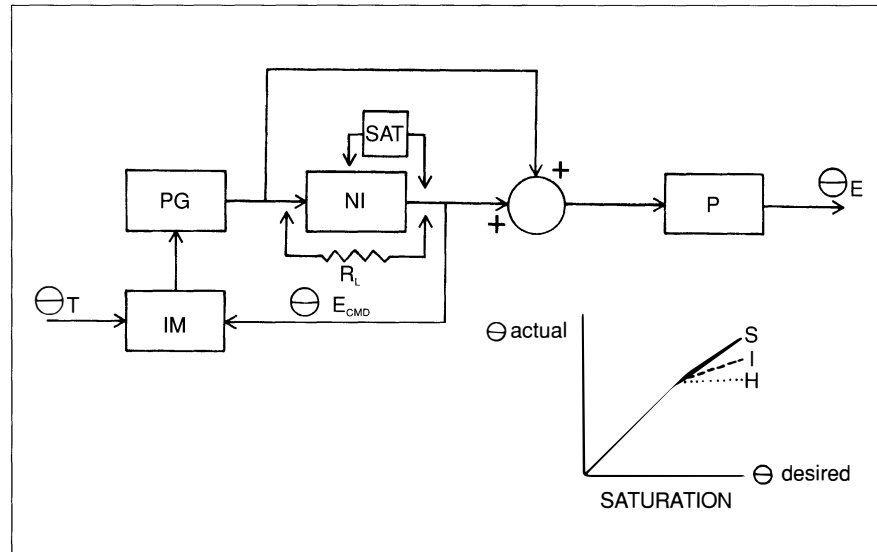 SAT
+
PG
NI
+
P
ΘE
RL
ΘT
IM
Θ ECMD
Θ actual
S
I
H
Θ desired
SATURATION